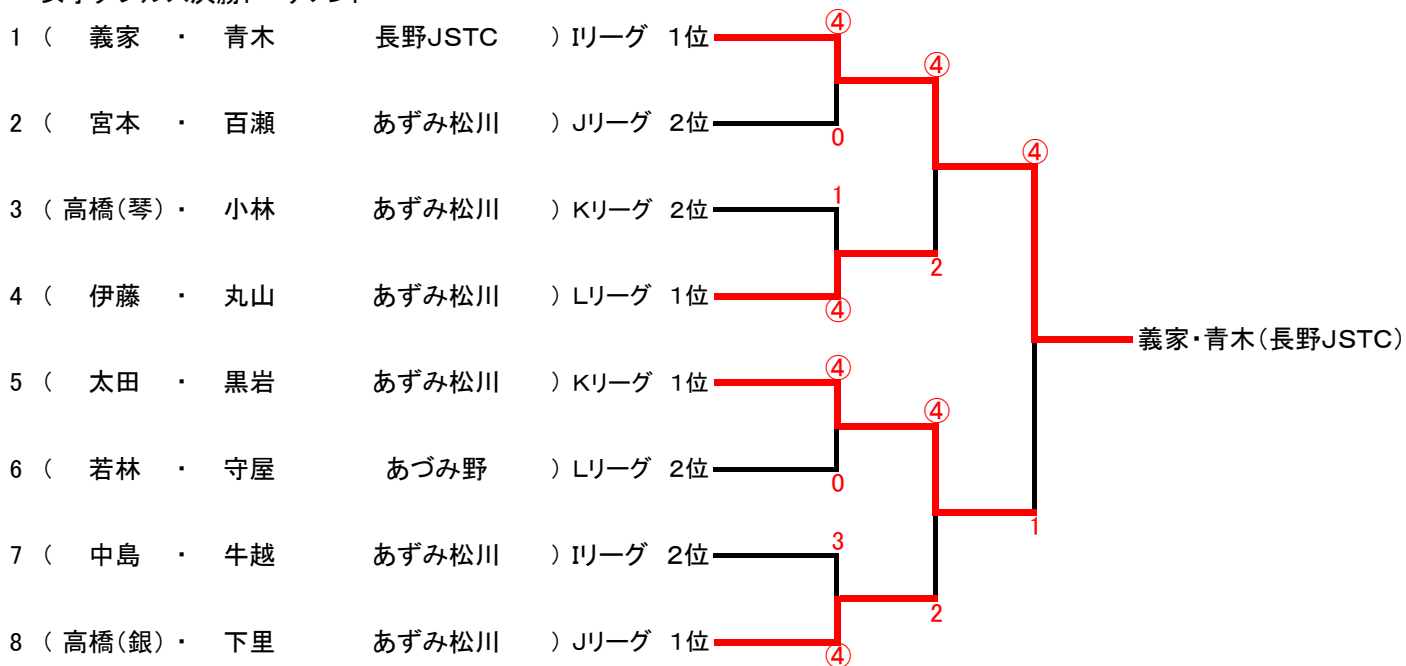 1 ( 義家 ・ 青木 長野JSTC ) Iリーグ 1位 ④
④
2 ( 宮本 ・ 百瀬 あずみ松川 ) Jリーグ 2位 0
④
3 ( 高橋(琴) ・ 小林 あずみ松川 ) Kリーグ 2位 1
2
4 ( 伊藤 ・ 丸山 あずみ松川 ) Lリーグ 1位 ④
義家・青木(長野JSTC)
5 ( 太田 ・ 黒岩 あずみ松川 ) Kリーグ 1位 ④
④
6 ( 若林 ・ 守屋 あづみ野 ) Lリーグ 2位 0
1
7 ( 中島 ・ 牛越 あずみ松川 ) Iリーグ 2位 3
2
8 ( 高橋(銀) ・ 下里 あずみ松川 ) Jリーグ 1位 ④